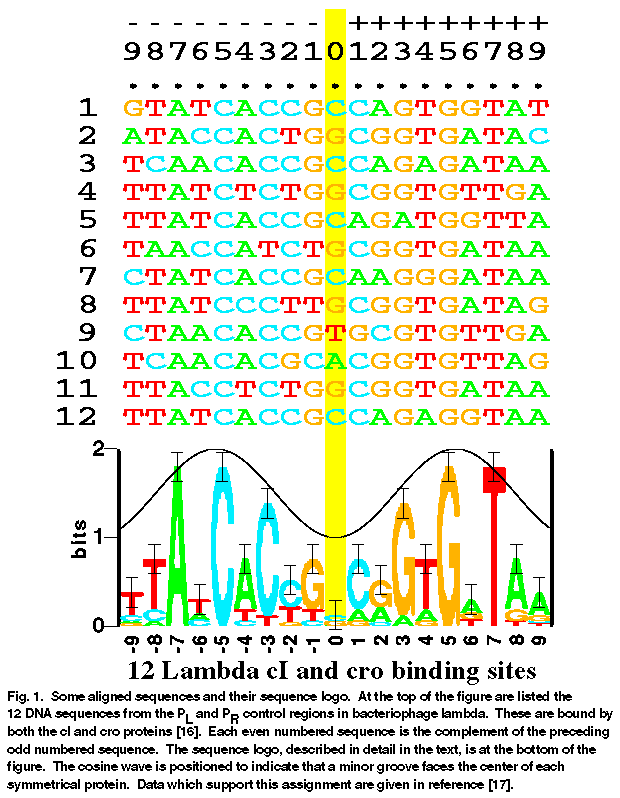 - - - - - - - - - + + + + + + + + +
9 8 7 6 5 4 3 2 1 0 1 2 3 4 5 6 7 8 9
. . . . . . . . . . . . . . . . . . .
1 GTATCACCGCCAGTGGTAT
2 ATACCACTGGCGGTGATAC
3 TCAACACCGCCAGAGATAA
4 TTATCTCTGGCGGTGTTGA
5 TTATCACCGCAGATGGTTA
6 TAACCATCTGCGGTGATAA
7 CTATCACCGCAAGGGATAA
8 TTATCCCTTGCGGTGATAG
9 CTAACACCGTGCGTGTTGA
10 TCAACACGCACGGTGTTAG
11 TTACCTCTGGCGGTGATAA
12 TTATCACCGCCAGAGGTAA
2
1
0
bits
TTATCACCG CGGTGATAA
-9 -8 -7 -6 -5 -4 -3 -2 -1 0 1 2 3 4 5 6 7 8 9
12 Lambda cI and cro binding sites
Fig. 1. Some aligned sequences and their sequence logo. At the top of the figure are listed the
12 DNA sequences from the PL and PR control regions in bacteriophage lambda. These are bound by
both the cI and cro proteins [16]. Each even numbered sequence is the complement of the preceding
odd numbered sequence. The sequence logo, described in detail in the text, is at the bottom of the
figure. The cosine wave is positioned to indicate that a minor groove faces the center of each
symmetrical protein. Data which support this assignment are given in reference [17].